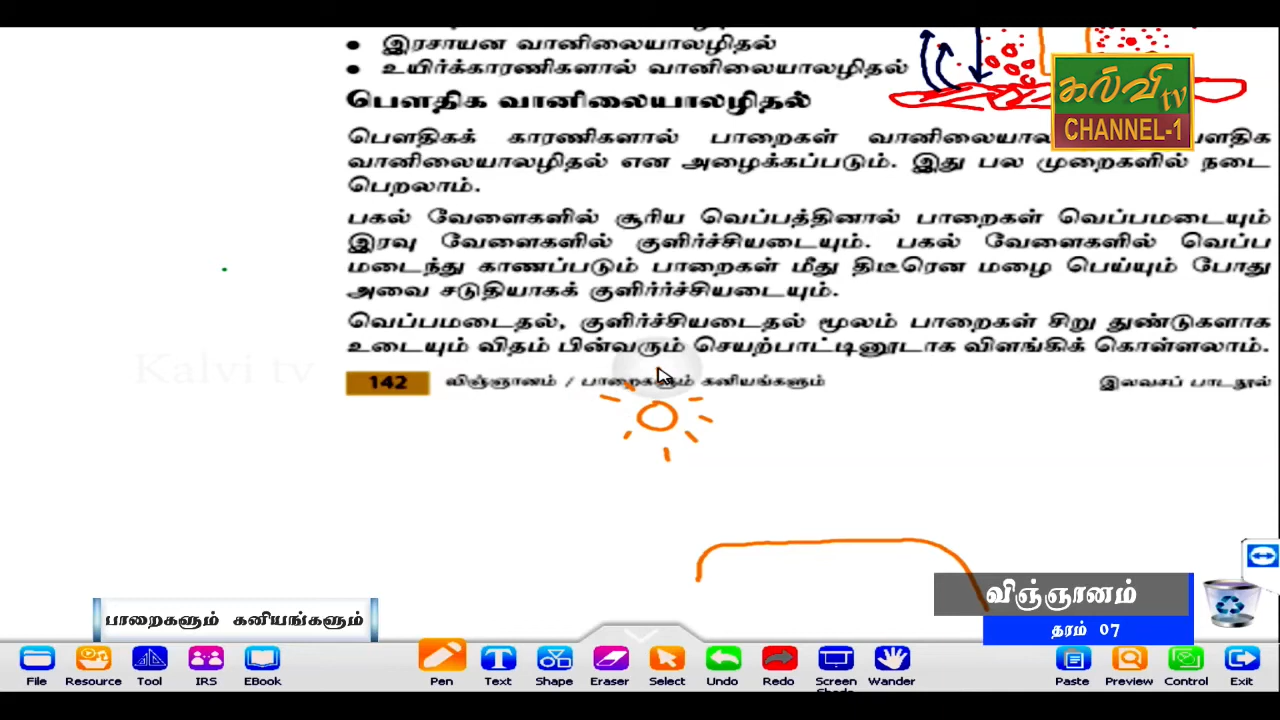 இரசாயன வானிலையாலழிதல்
உயிர்க்காரணிகளால் வானிலையாலழிதல்
கல்வி tv
CHANNEL-1
பௌதிக வானிலையாலழிதல்
பௌதிகக் காரணிகளால் பாறைகள் வானிலையா
வானிலையாலழிதல் என அழைக்கப்படும். இது பல முறைகளில் நடை
பெறலாம்.
பகல் வேளைகளில் சூரிய வெப்பத்தினால் பாறைகள் வெப்பமடையும்
இரவு வேளைகளில் குளிர்ச்சியடையும். பகல் வேளைகளில் வெப்ப
மடைந்து காணப்படும் பாறைகள் மீது திடீரென மழை பெய்யும் போது
அவை சடுதியாகக் குளிர்ர்ச்சியடையும்.
வெப்பமடைதல், குளிர்ச்சியடைதல் மூலம் பாறைகள் சிறு துண்டுகளாக
உடையும் விதம் பின்வரும் செயற்பாட்டினூடாக விளங்கிக் கொள்ளலாம்.
Kalvi tv
142 விஞ்ஞானம் / பாறைகளும் கனியங்களும் இலவசப் பாடநூல்
விஞ்ஞானம்
பாறைகளும் கனியங்களும்
தரம் 07
File Resource Tool IRS EBook Pen Text Shape Eraser Select Undo Redo Screen Wander Paste Preview Control Exit